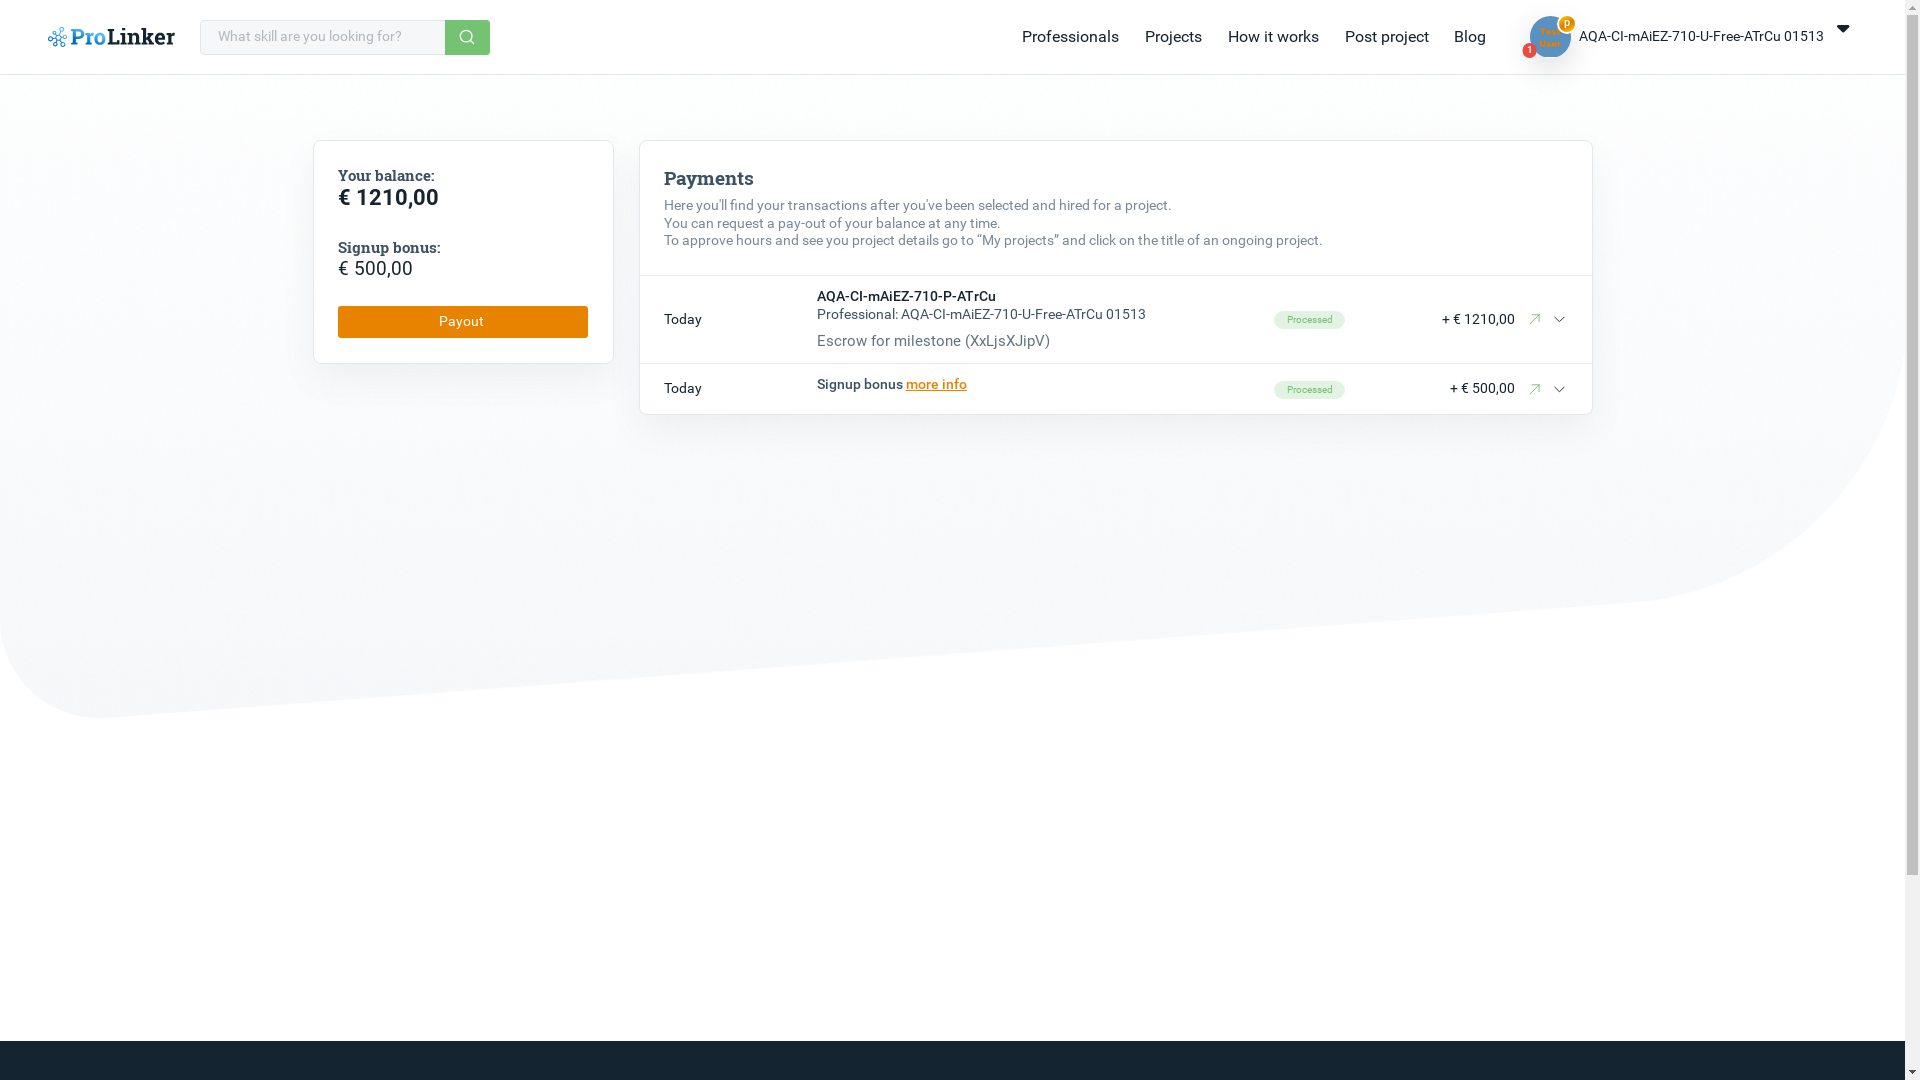 ProLinker
What skill are you looking for?
Professionals
Projects
How it works
Post project
Blog
p
1
AQA-CI-mAiEZ-710-U-Free-ATrCu 01513
Your balance:
€ 1210,00
Signup bonus:
€ 500,00
Payout
Payments
Here you'll find your transactions after you've been selected and hired for a project.
You can request a pay-out of your balance at any time.
To approve hours and see you project details go to “My projects” and click on the title of an ongoing project.
Today
AQA-CI-mAiEZ-710-P-ATrCu
Professional: AQA-CI-mAiEZ-710-U-Free-ATrCu 01513
Escrow for milestone (XxLjsXJipV)
Processed
+ € 1210,00
Today
Signup bonus more info
Processed
+ € 500,00